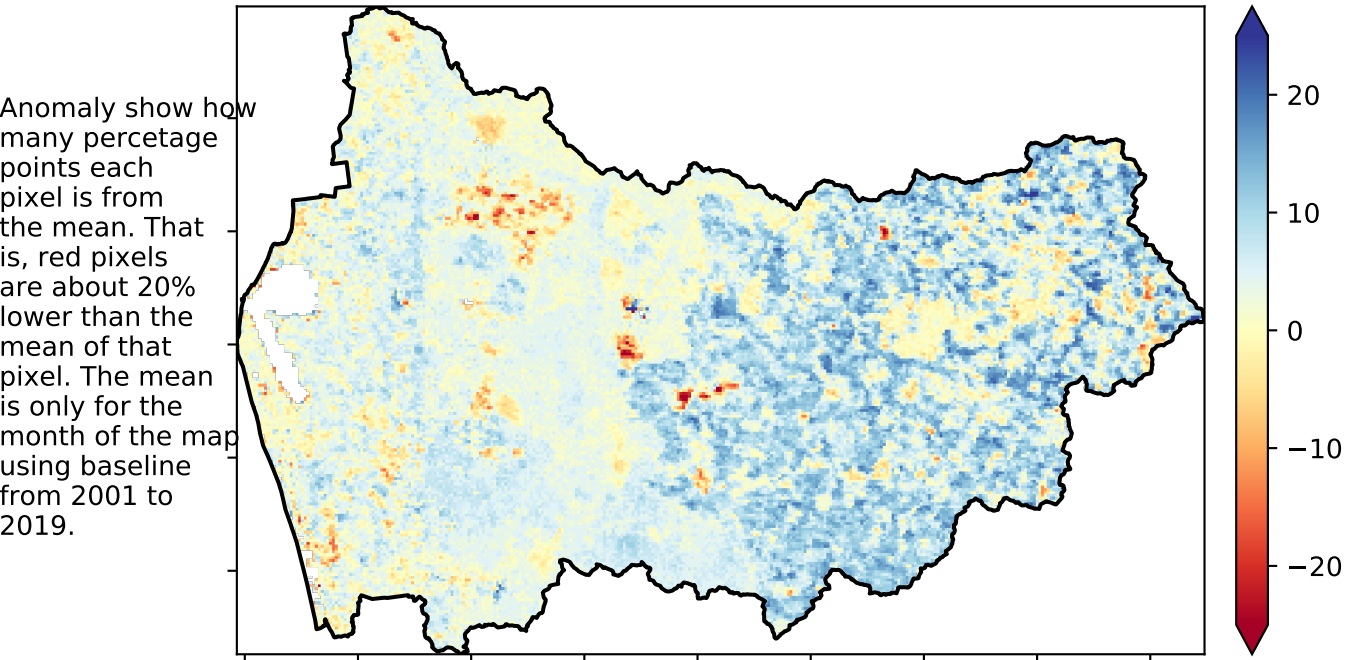 Anomaly show how
many percetage
points each
pixel is from
the mean. That
is, red pixels
are about 20%
lower than the
mean of that
pixel. The mean
is only for the
month of the map
using baseline
from 2001 to
2019.
20
10
0
−10
−20